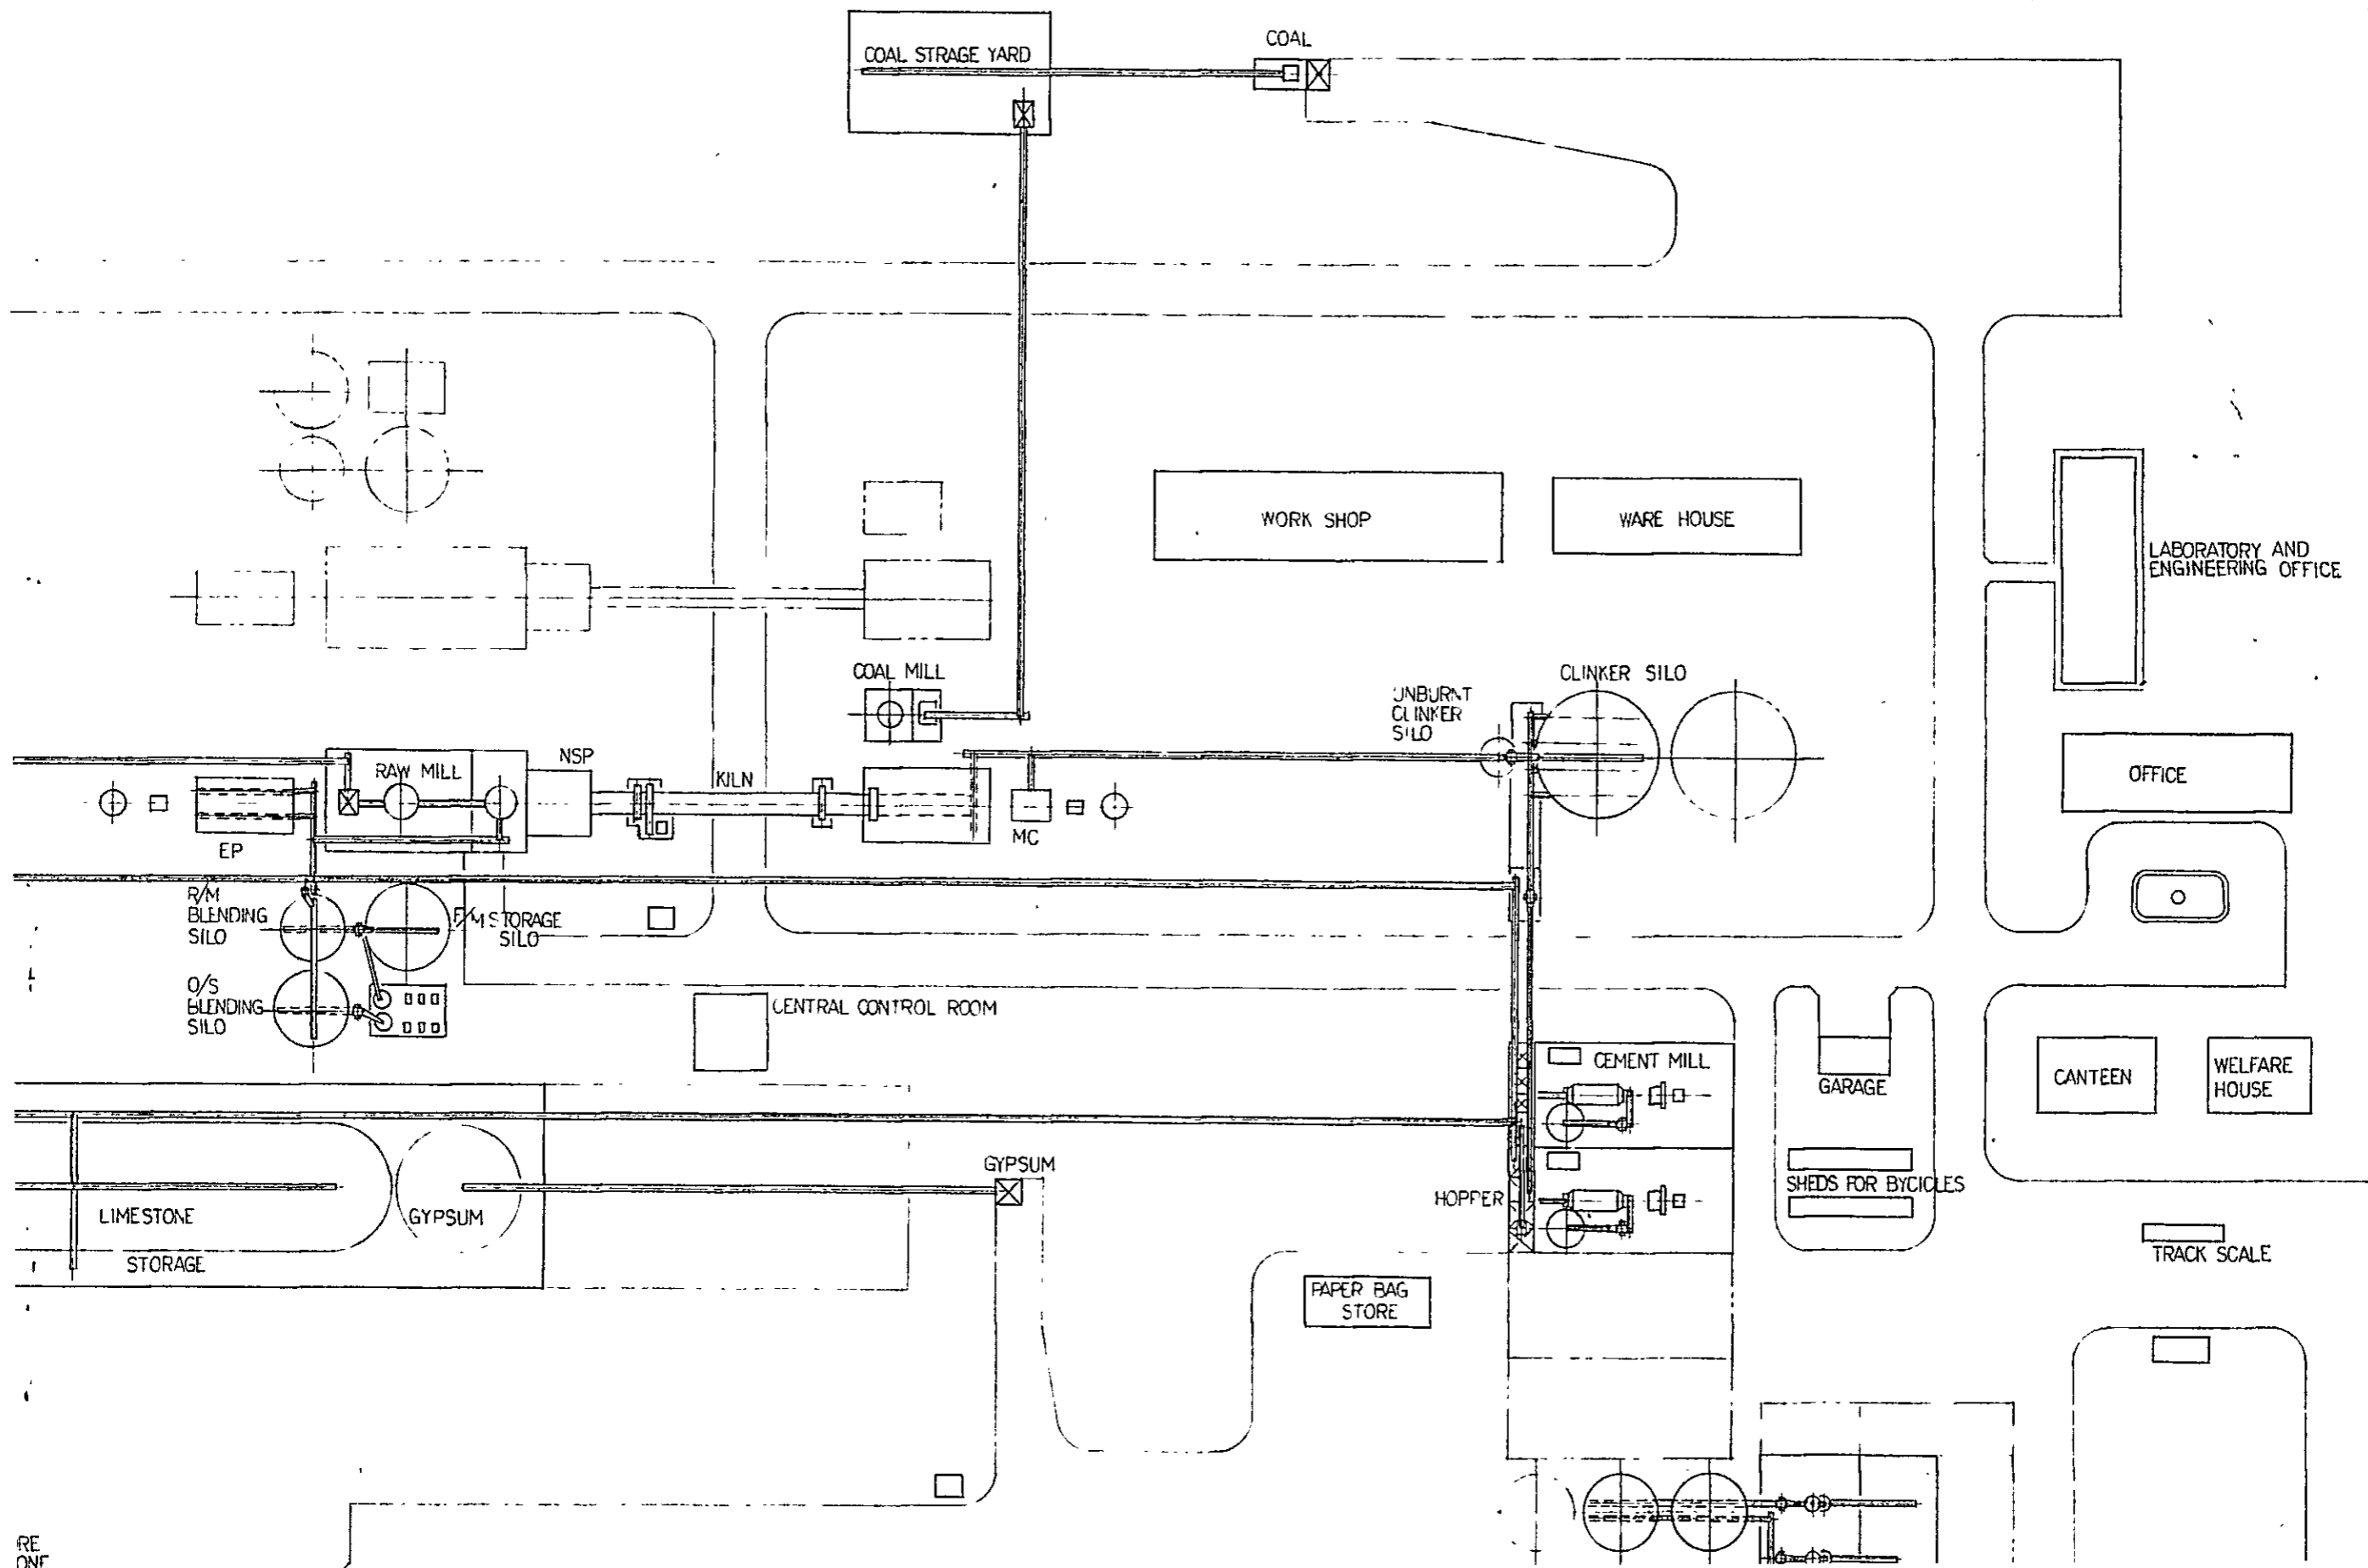 COAL
COAL STRAGE YARD
WORK SHOP
WARE HOUSE
LABORATORY AND
ENGINEERING OFFICE
COAL MILL
CLINKER SILO
UNBURNT
CLINKER
SILO
NSP
RAW MILL
KILN
OFFICE
MC
EP
R/M
BLENDING
SILO
STORAGE
SILO
O/S
BLENDING
SILO
CENTRAL CONTROL ROOM
CEMENT MILL
GARAGE
CANTEEN
WELFARE
HOUSE
GYPSUM
SHEDS FOR BYCICLES
HOPPER
LIMESTONE
GYPSUM
STORAGE
TRACK SCALE
PAPER BAG
STORE